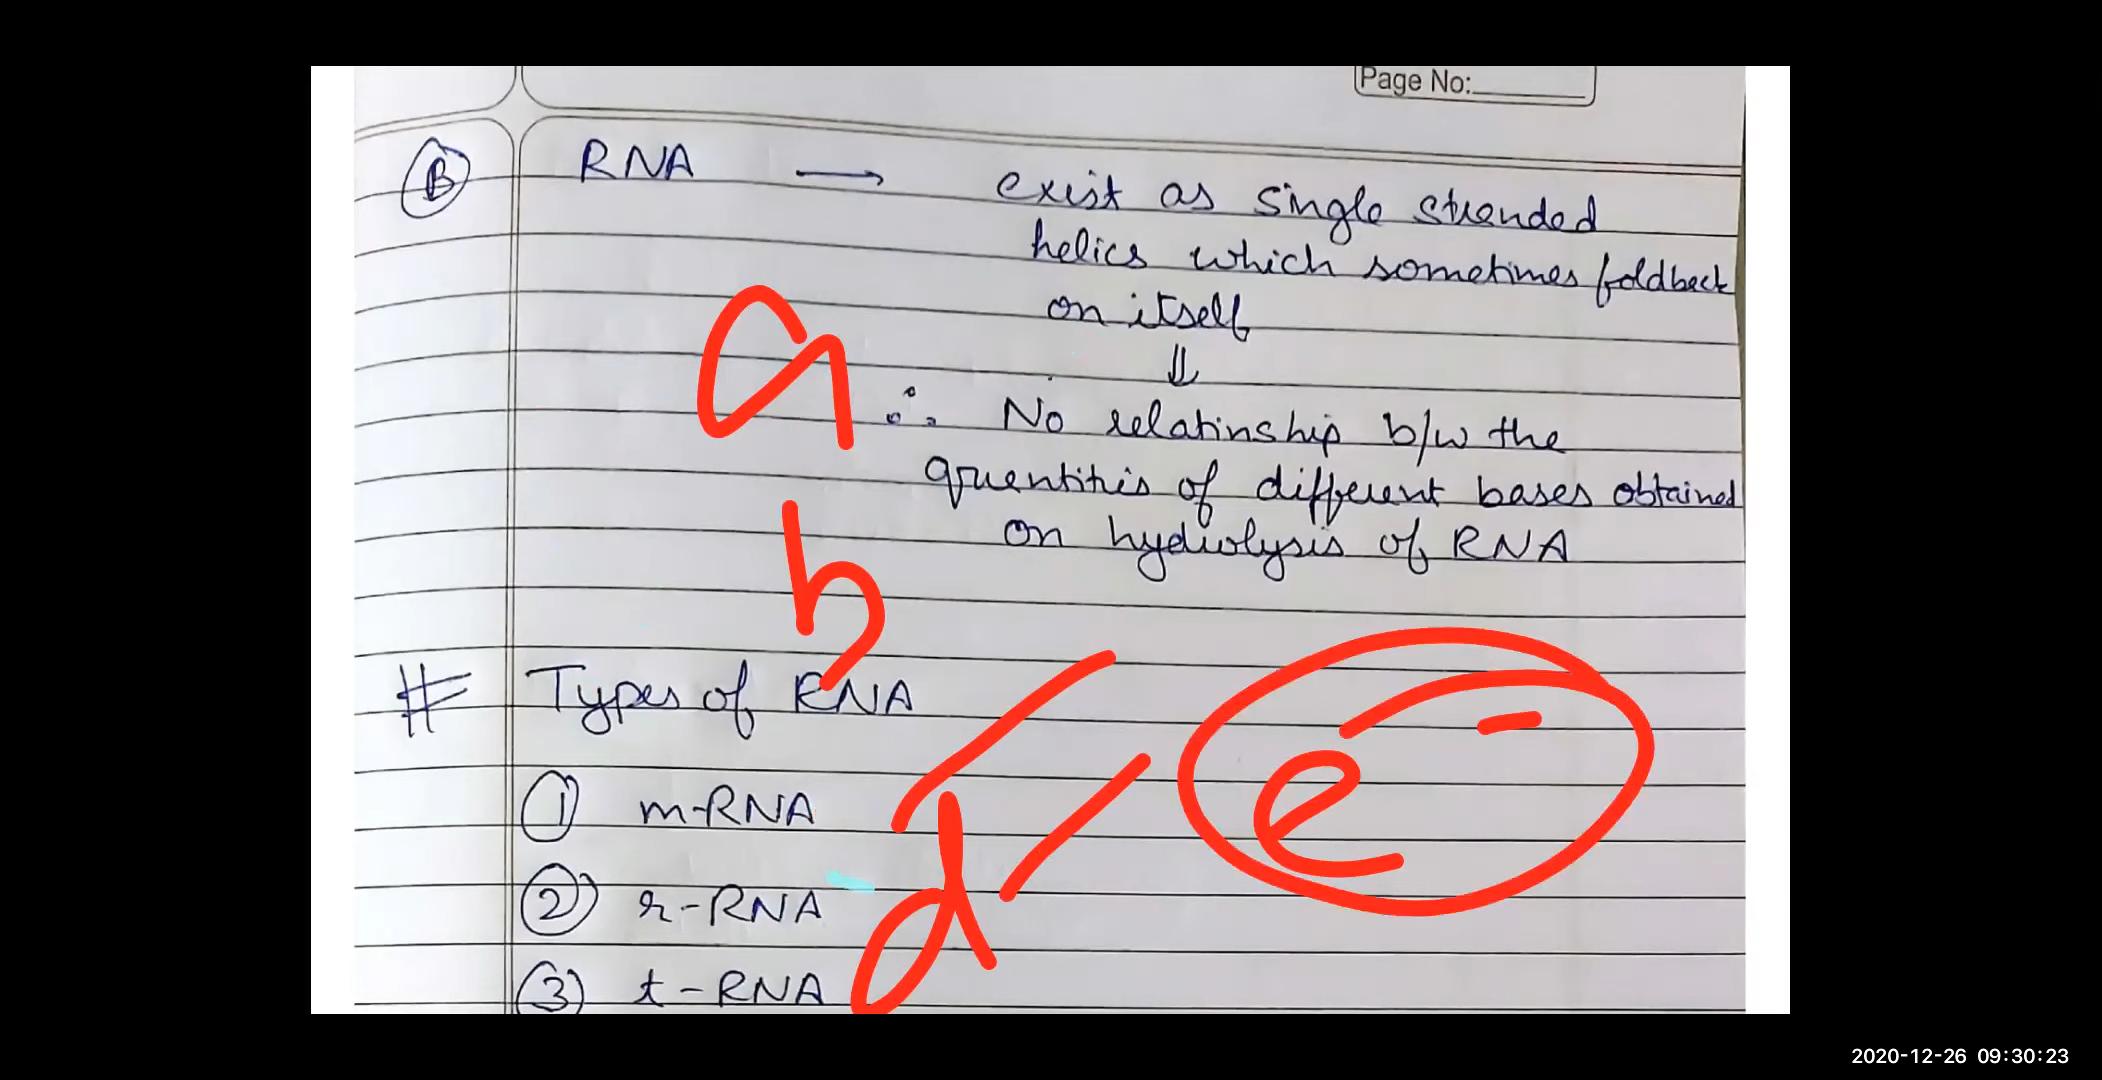 Page No:
B RNA → exist as single stranded
helics which sometimes foldback
on itself
⇓
∴ No relatinship b/w the
quentitis of different bases obtained
on hydrolysis of RNA
a
h
# Types of RNA
e -
1 m-RNA
d
2 r-RNA
3 t-RNA
2020-12-26 09:30:23